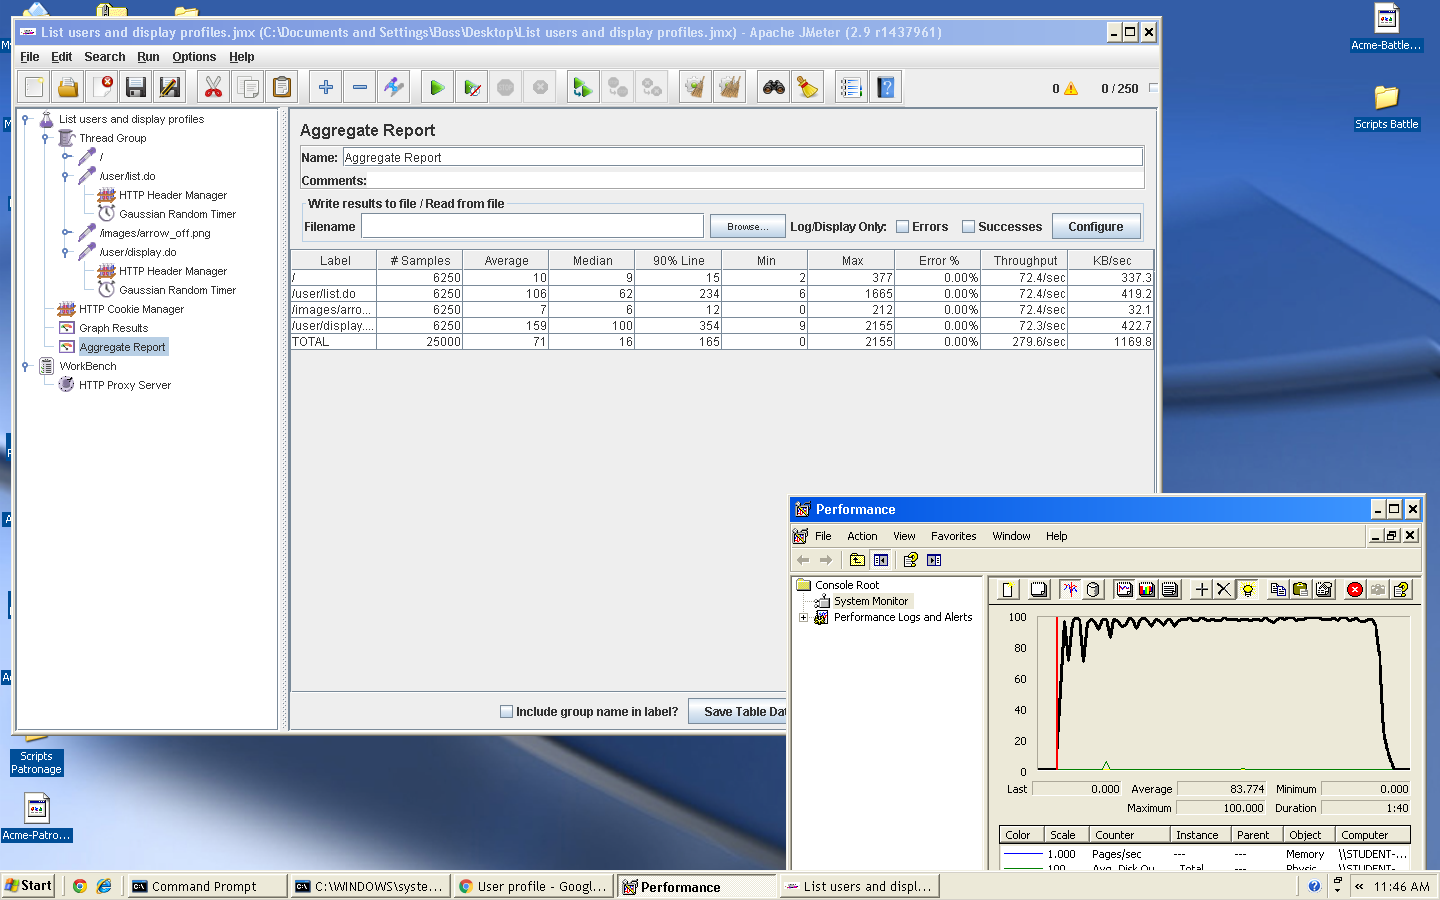 List users and display profiles.jmx (C:\Documents and Settings\Boss\Desktop\List users and display profiles.jmx) - Apache JMeter (2.9 r1437961)
File Edit Search Run Options Help
0 0 / 250
List users and display profiles
Thread Group
/
/user/list.do
HTTP Header Manager
Gaussian Random Timer
/images/arrow_off.png
/user/display.do
HTTP Header Manager
Gaussian Random Timer
HTTP Cookie Manager
Graph Results
Aggregate Report
WorkBench
HTTP Proxy Server
Aggregate Report
Name: Aggregate Report
Comments:
Write results to file / Read from file
Filename Browse... Log/Display Only: Errors Successes Configure
Label # Samples Average Median 90% Line Min Max Error % Throughput KB/sec
/ 6250 10 9 15 2 377 0.00% 72.4/sec 337.3
/user/list.do 6250 106 62 234 6 1665 0.00% 72.4/sec 419.2
/images/arro... 6250 7 6 12 0 212 0.00% 72.4/sec 32.1
/user/display.... 6250 159 100 354 9 2155 0.00% 72.3/sec 422.7
TOTAL 25000 71 16 165 0 2155 0.00% 279.6/sec 1169.8
Include group name in label? Save Table Dat
Acme-Battle...
Scripts Battle
Scripts
Patronage
Acme-Patro...
Performance
File Action View Favorites Window Help
Console Root
System Monitor
Performance Logs and Alerts
100
80
60
40
20
0
Last 0.000 Average 83.774 Minimum 0.000
Maximum 100.000 Duration 1:40
Color Scale Counter Instance Parent Object Computer
1.000 Pages/sec --- --- Memory \\STUDENT-...
100 Avg. Disk Qu _Total --- Physic \\STUDENT-
Start Command Prompt C:\WINDOWS\syste... User profile - Googl... Performance List users and displ... « 11:46 AM